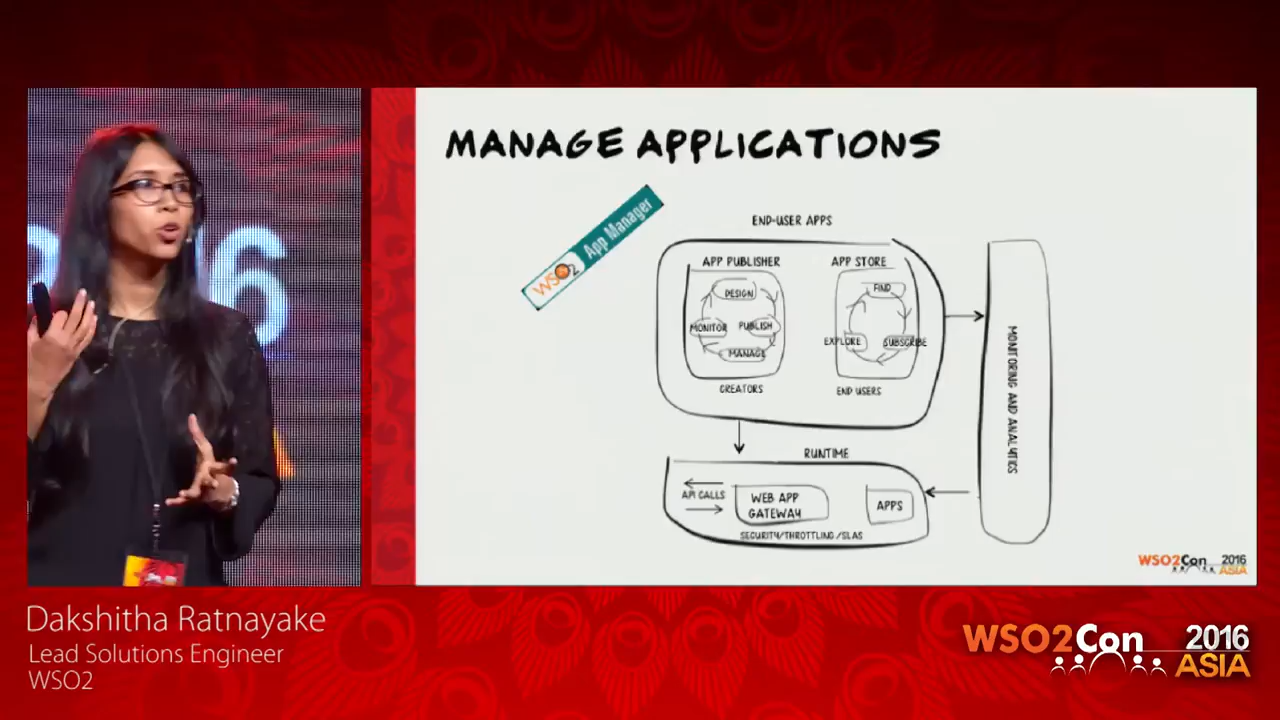 MANAGE APPLICATIONS
WSO2 App Manager
END-USER APPS
APP PUBLISHER
APP STORE
DESIGN
MONITOR
PUBLISH
MANAGE
FIND
EXPLORE
SUBSCRIBE
CREATORS
END USERS
MONITORING AND ANALYTICS
RUNTIME
API CALLS
WEB APP
GATEWAY
APPS
SECURITY/THROTTLING/SLAS
WSO2Con 2016
ASIA
Dakshitha Ratnayake
Lead Solutions Engineer
WSO2
WSO2Con 2016
ASIA